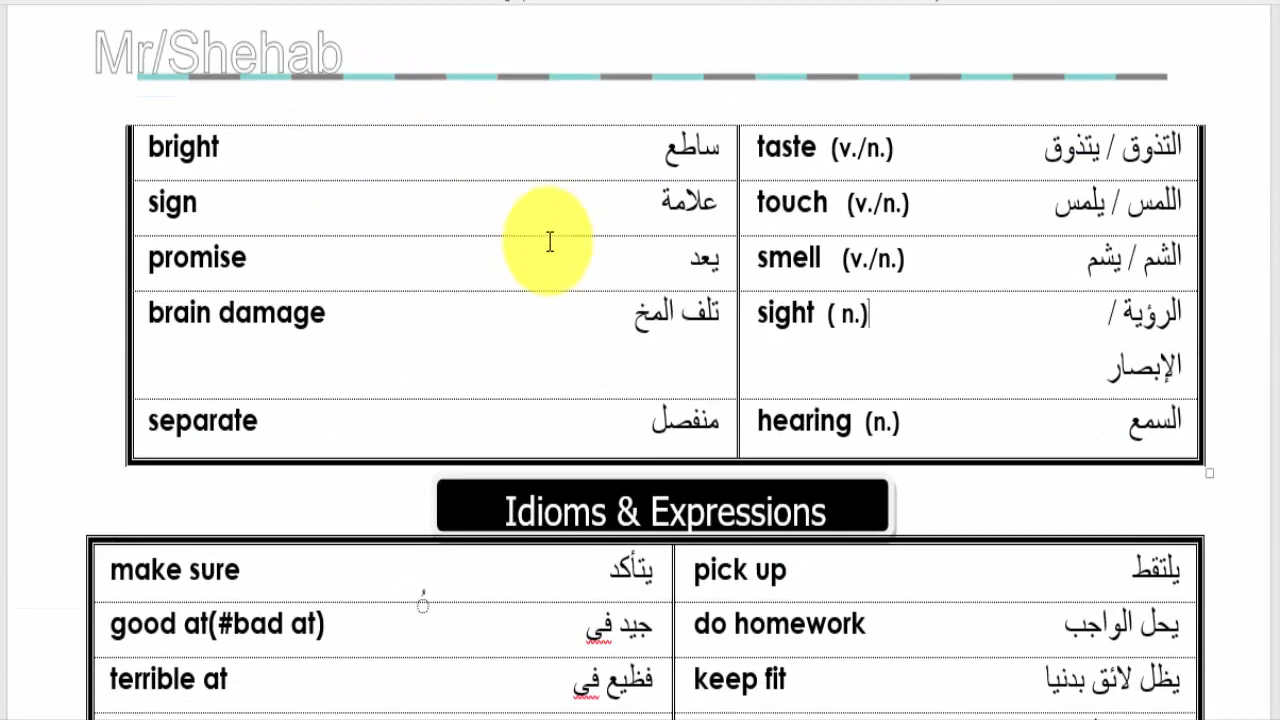 Mr/Shehab
bright ساطع taste (v./n.) التذوق / يتذوق
sign علامة touch (v./n.) اللمس / يلمس
promise يعد smell (v./n.) الشم / يشم
brain damage تلف المخ sight ( n.) الرؤية /
الإبصار
separate منفصل hearing (n.) السمع
Idioms & Expressions
make sure يتأكد pick up يلتقط
good at(#bad at) جيد في do homework يحل الواجب
terrible at فظيع في keep fit يظل لائق بدنيا